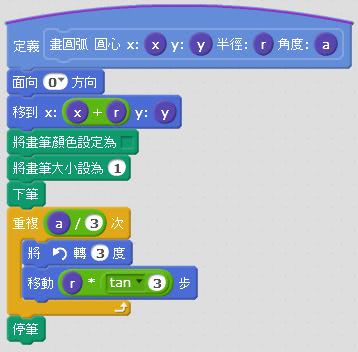 定義 畫圓弧 圓心 x: x y: y 半徑: r 角度: a
面向 0 方向
移到 x: x + r y: y
將畫筆顏色設定為
將畫筆大小設為 1
下筆
重複 a / 3 次
將 轉 3 度
移動 r * tan 3 步
停筆